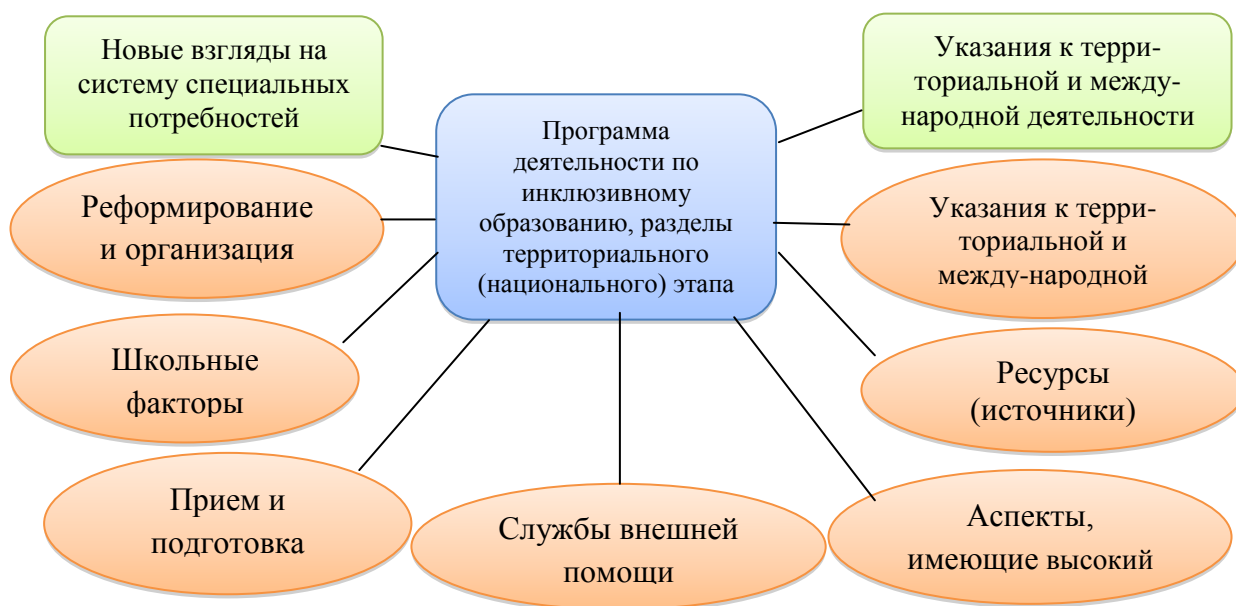 Новые взгляды на
систему специальных
потребностей
Указания к терри-
ториальной и между-
народной деятельности
Программа
деятельности по
инклюзивному
образованию, разделы
территориального
(национального) этапа
Реформирование
и организация
Указания к терри-
ториальной и
между-народной
Школьные
факторы
Ресурсы
(источники)
Прием и
подготовка
Службы внешней
помощи
Аспекты,
имеющие высокий